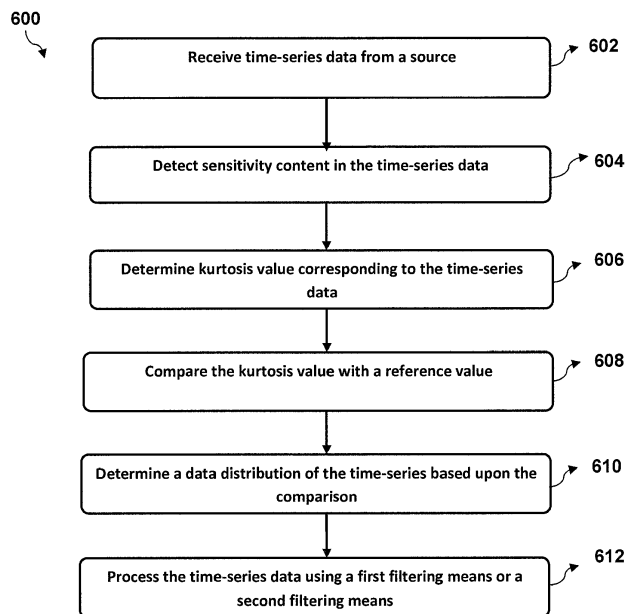 600
Receive time-series data from a source
602
Detect sensitivity content in the time-series data
604
Determine kurtosis value corresponding to the time-series
data
606
Compare the kurtosis value with a reference value
608
Determine a data distribution of the time-series based upon the
comparison
610
Process the time-series data using a first filtering means or a
second filtering means
612